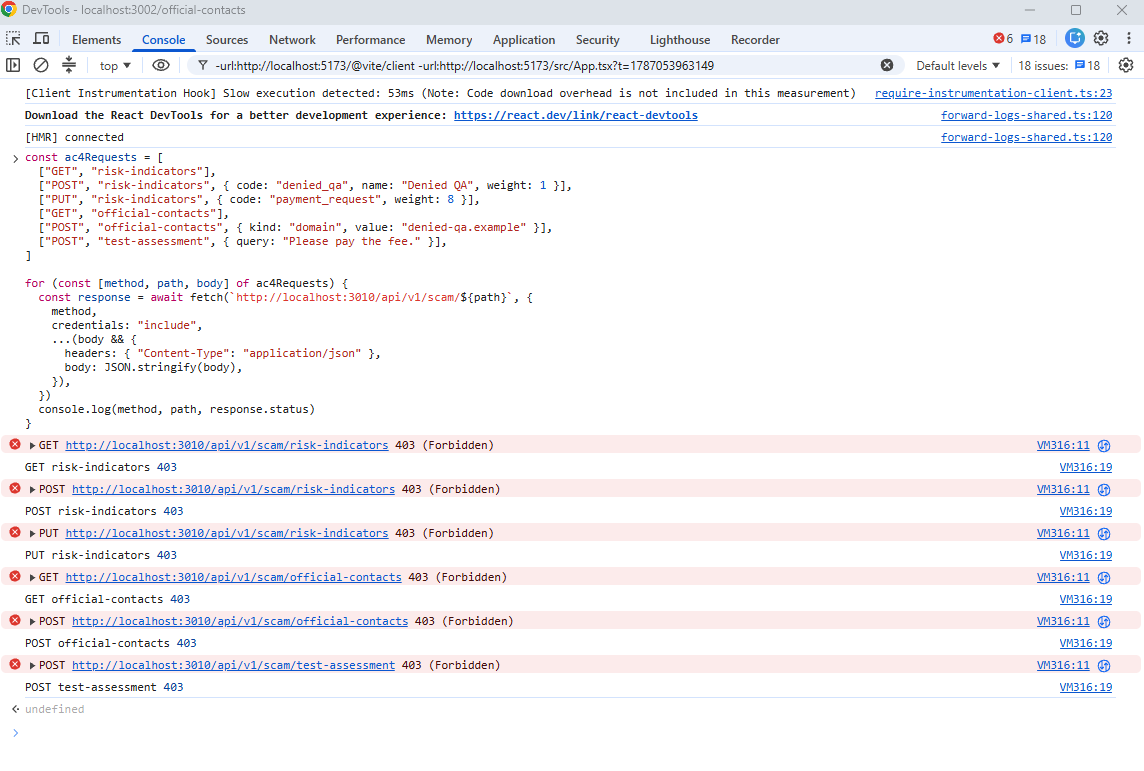 DevTools - localhost:3002/official-contacts
Elements Console Sources Network Performance Memory Application Security Lighthouse Recorder 6 18
top -url:http://localhost:5173/@vite/client -url:http://localhost:5173/src/App.tsx?t=1787053963149 Default levels 18 issues: 18
[Client Instrumentation Hook] Slow execution detected: 53ms (Note: Code download overhead is not included in this measurement) require-instrumentation-client.ts:23
Download the React DevTools for a better development experience: https://react.dev/link/react-devtools forward-logs-shared.ts:120
[HMR] connected forward-logs-shared.ts:120
const ac4Requests = [
["GET", "risk-indicators"],
["POST", "risk-indicators", { code: "denied_qa", name: "Denied QA", weight: 1 }],
["PUT", "risk-indicators", { code: "payment_request", weight: 8 }],
["GET", "official-contacts"],
["POST", "official-contacts", { kind: "domain", value: "denied-qa.example" }],
["POST", "test-assessment", { query: "Please pay the fee." }],
]
for (const [method, path, body] of ac4Requests) {
const response = await fetch(`http://localhost:3010/api/v1/scam/${path}`, {
method,
credentials: "include",
...(body && {
headers: { "Content-Type": "application/json" },
body: JSON.stringify(body),
}),
})
console.log(method, path, response.status)
}
GET http://localhost:3010/api/v1/scam/risk-indicators 403 (Forbidden) VM316:11
GET risk-indicators 403 VM316:19
POST http://localhost:3010/api/v1/scam/risk-indicators 403 (Forbidden) VM316:11
POST risk-indicators 403 VM316:19
PUT http://localhost:3010/api/v1/scam/risk-indicators 403 (Forbidden) VM316:11
PUT risk-indicators 403 VM316:19
GET http://localhost:3010/api/v1/scam/official-contacts 403 (Forbidden) VM316:11
GET official-contacts 403 VM316:19
POST http://localhost:3010/api/v1/scam/official-contacts 403 (Forbidden) VM316:11
POST official-contacts 403 VM316:19
POST http://localhost:3010/api/v1/scam/test-assessment 403 (Forbidden) VM316:11
POST test-assessment 403 VM316:19
undefined